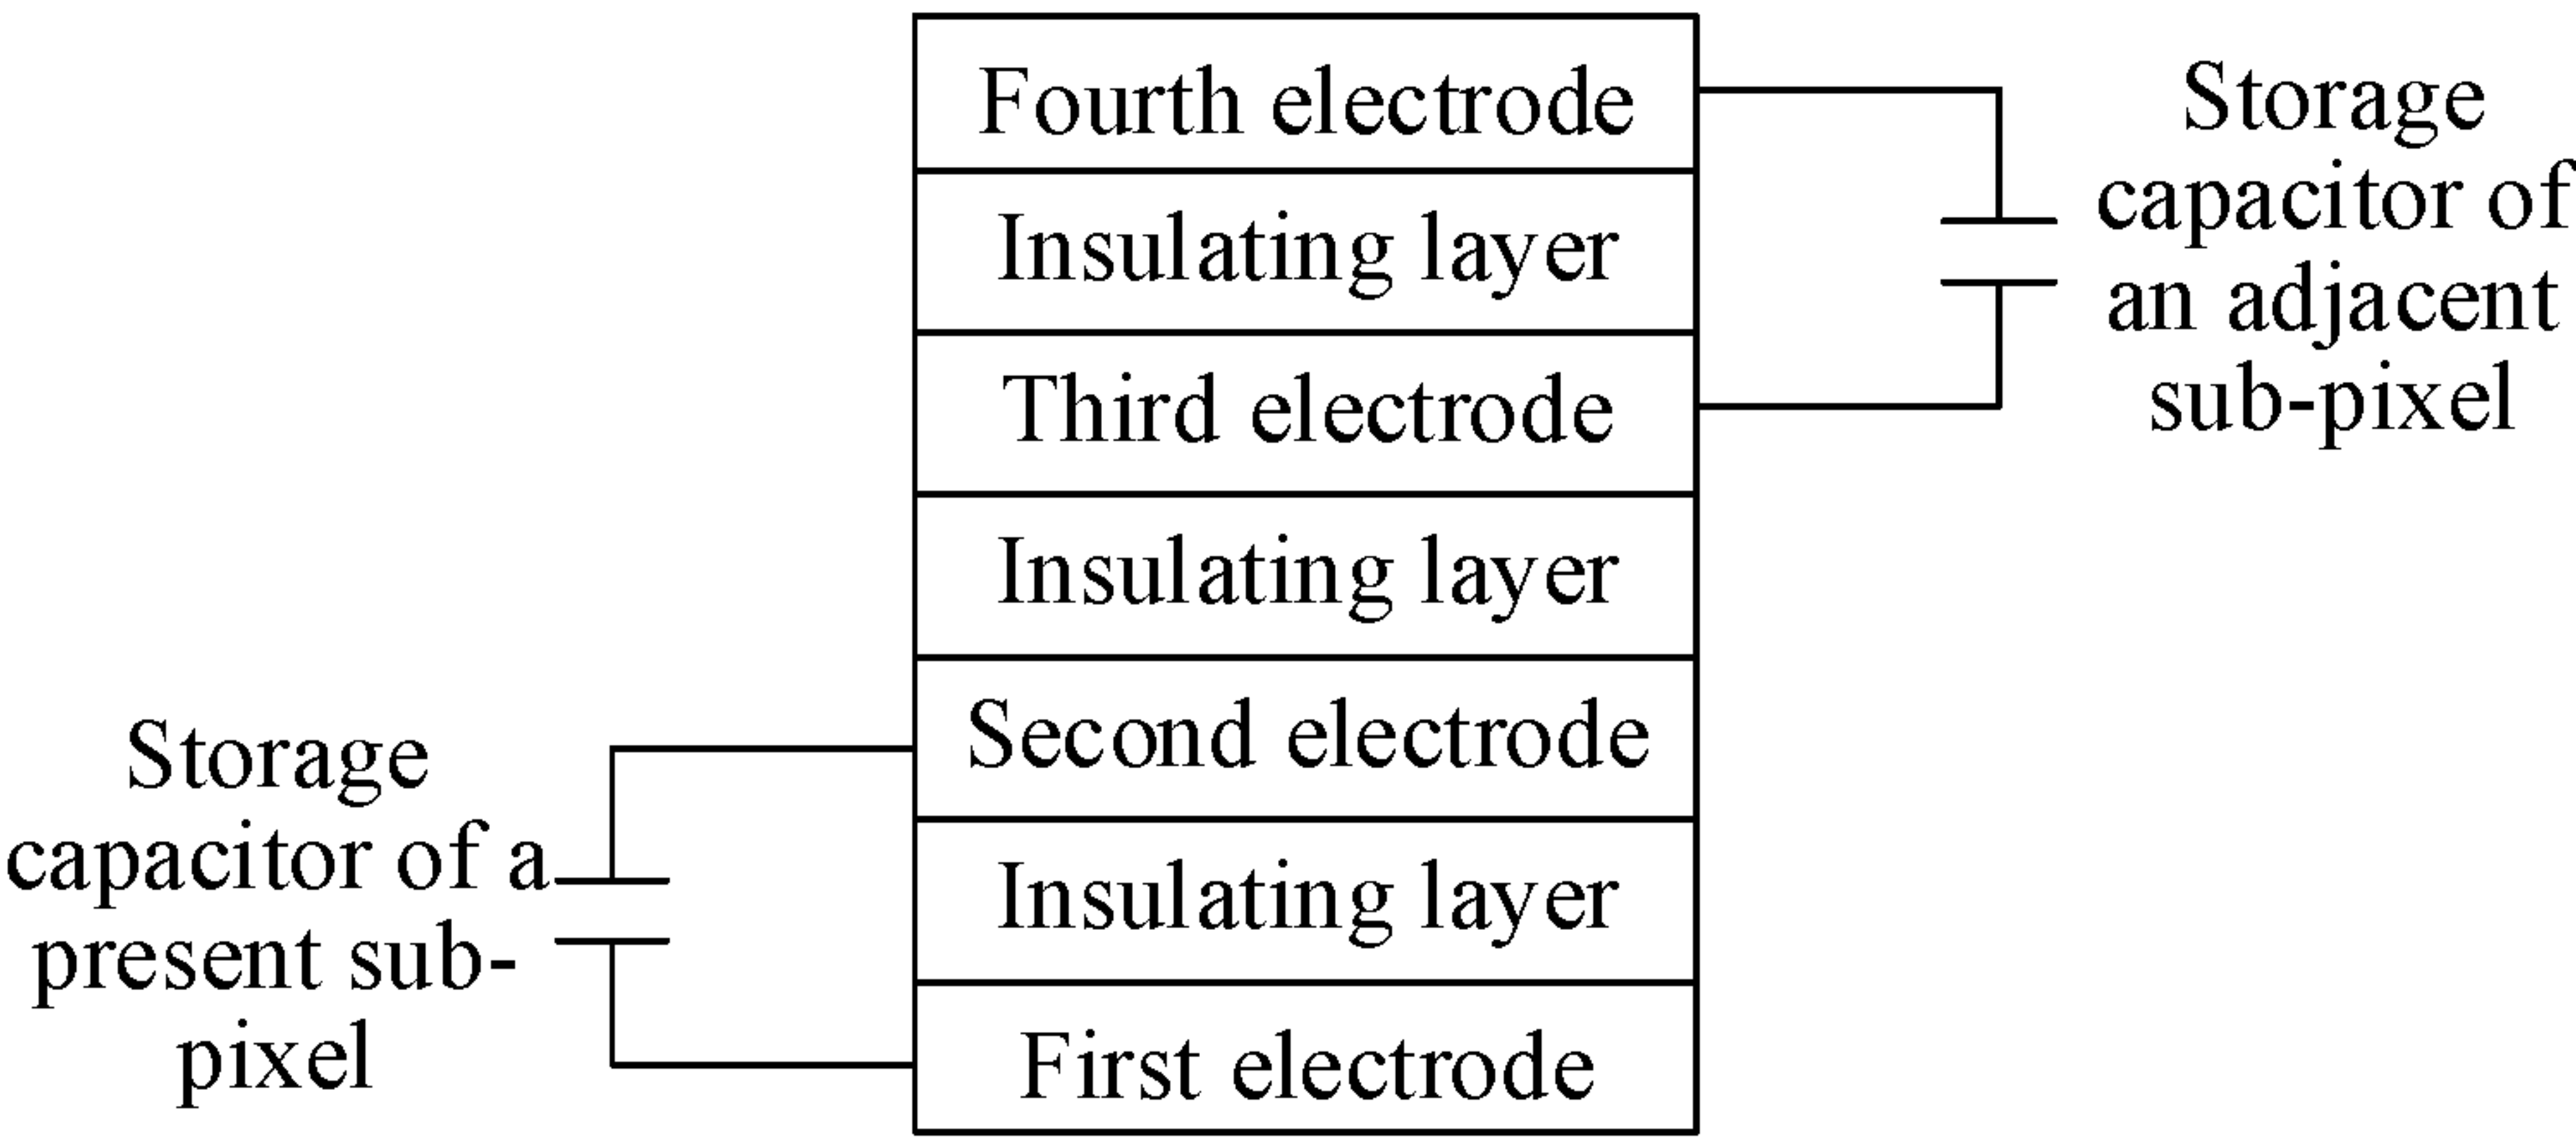 Fourth electrode
Insulating layer
Third electrode
Insulating layer
Second electrode
Insulating layer
First electrode
Storage
capacitor of
an adjacent
sub-pixel
Storage
capacitor of a
present sub-
pixel